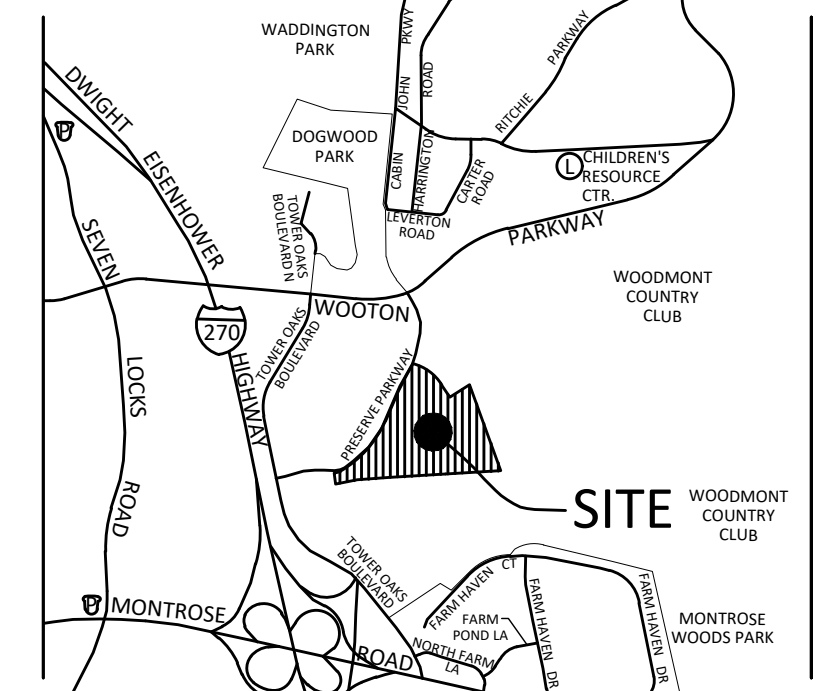 WADDINGTON
PARK
JOHN
PKWY
ROAD
RITCHIE
PARKWAY
DWIGHT
EISENHOWER
HIGHWAY
P
DOGWOOD
PARK
CABIN
HARRINGTON
CARTER
ROAD
L
CHILDREN'S
RESOURCE
CTR.
LEVERTON
ROAD
TOWER OAKS
BOULEVARD N
SEVEN
LOCKS
ROAD
WOOTON
PARKWAY
WOODMONT
COUNTRY
CLUB
270
TOWER OAKS
BOULEVARD
PRESERVE PARKWAY
SITE
WOODMONT
COUNTRY
CLUB
TOWER OAKS
BOULEVARD
FARM HAVEN
CT
FARM HAVEN DR
FARM HAVEN DR
P
MONTROSE
ROAD
FARM
POND LA
NORTH FARM
LA
MONTROSE
WOODS PARK